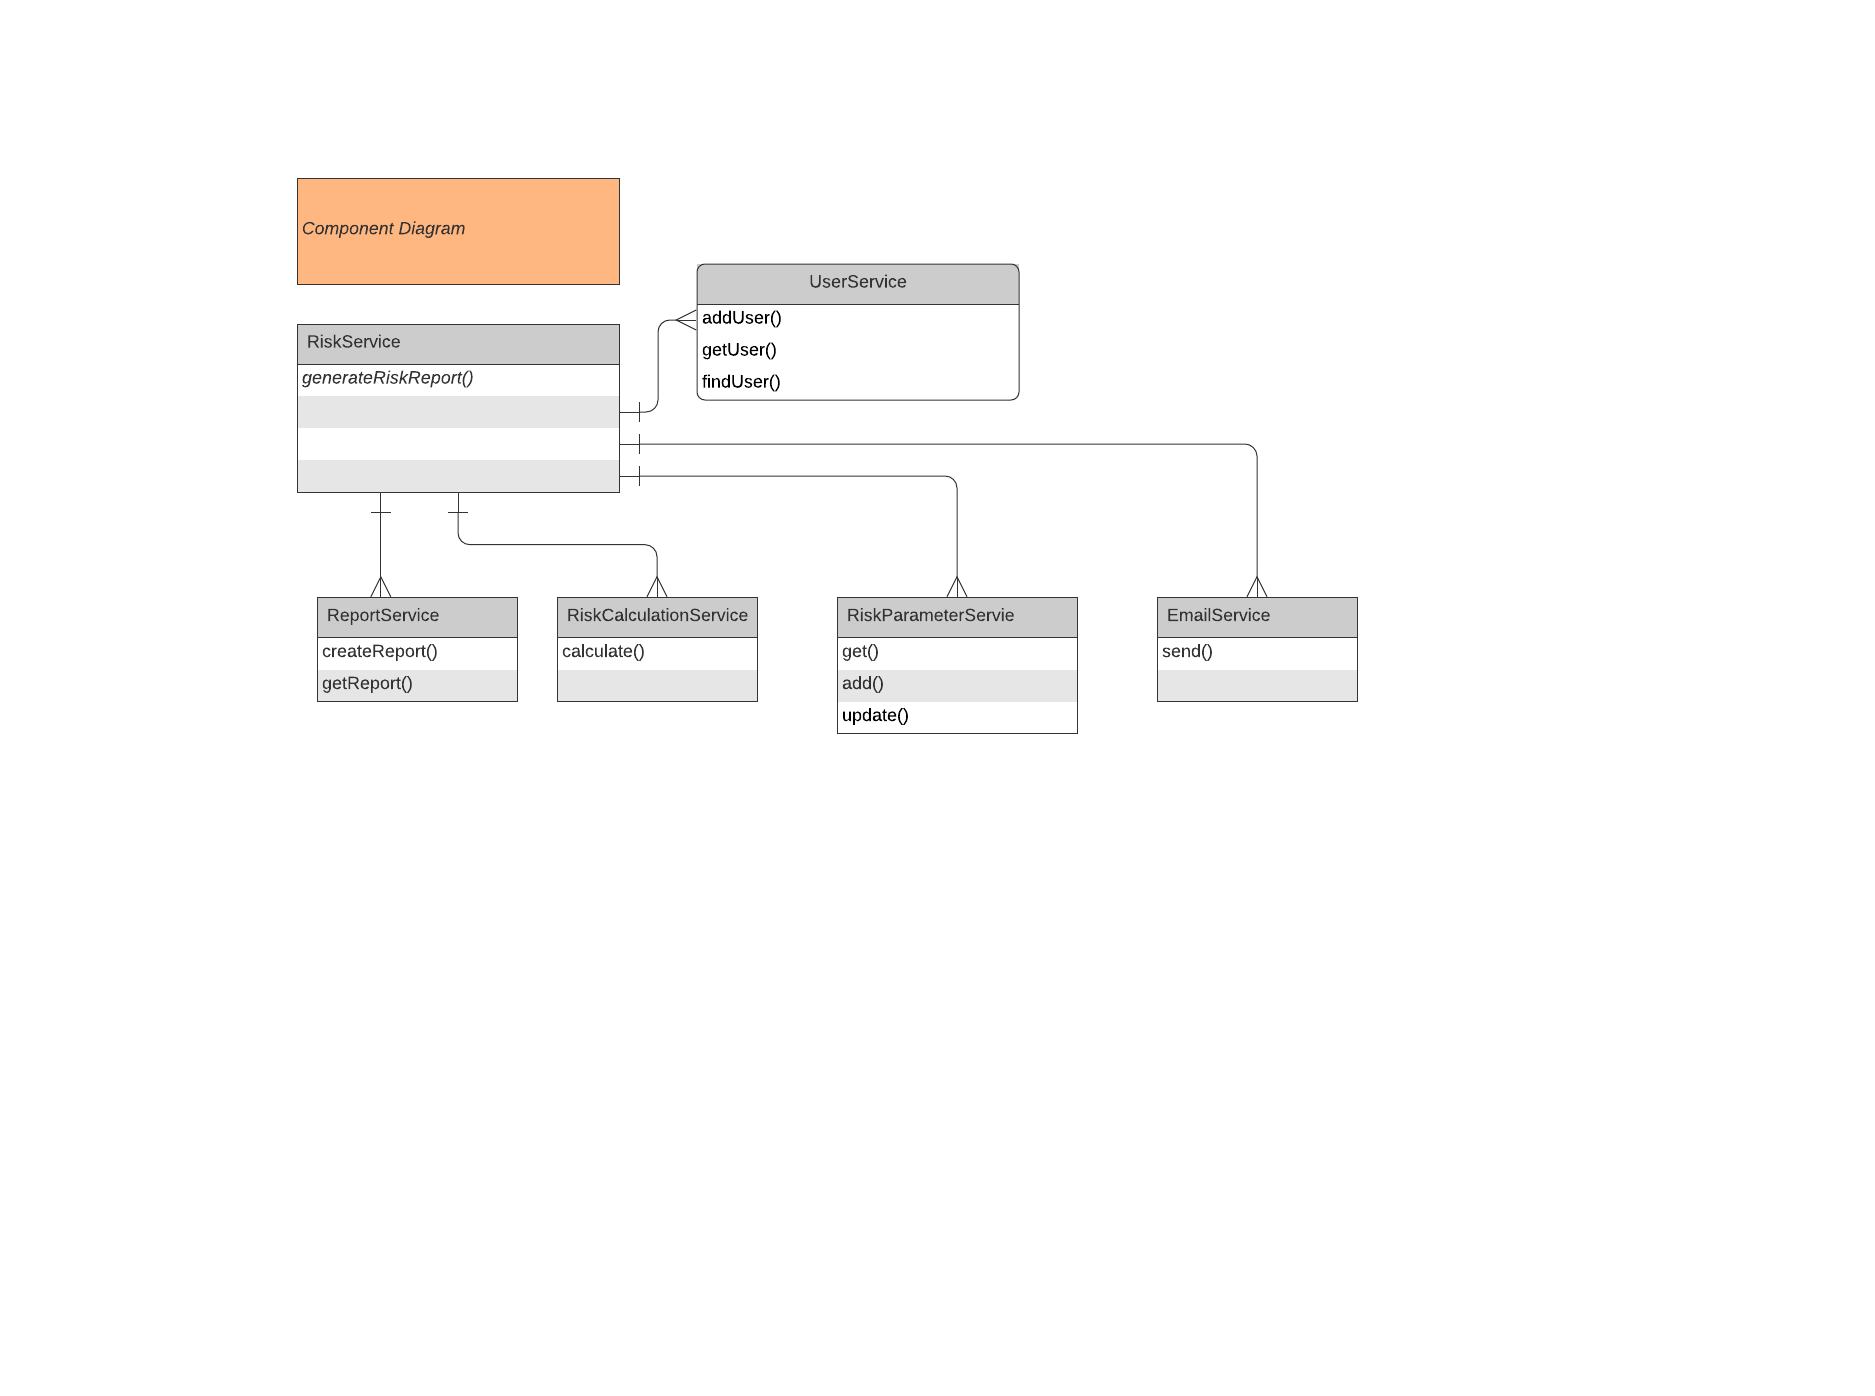 Component Diagram
UserService
addUser()
getUser()
findUser()
RiskService
generateRiskReport()
ReportService
createReport()
getReport()
RiskCalculationService
calculate()
RiskParameterServie
get()
add()
update()
EmailService
send()